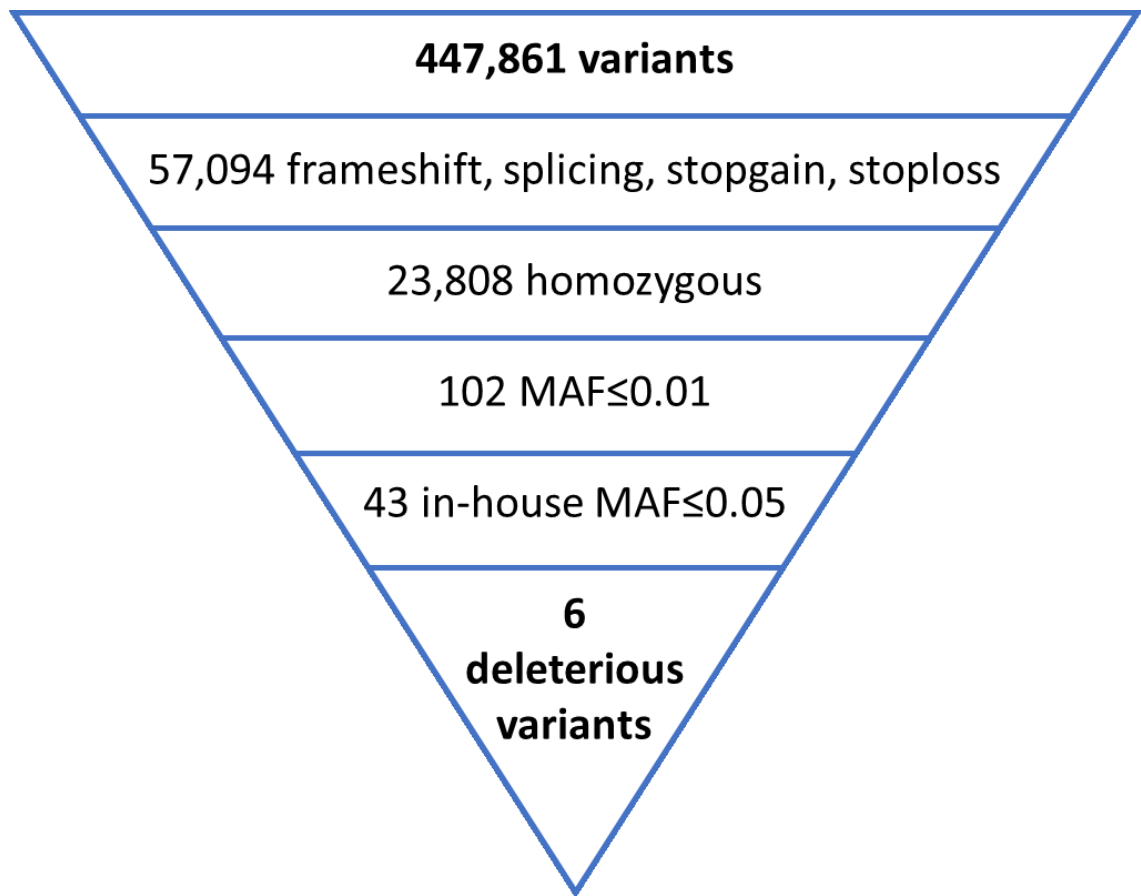 447,861 variants
57,094 frameshift, splicing, stopgain, stoploss
23,808 homozygous
102 MAF≤0.01
43 in-house MAF≤0.05
6
deleterious
variants